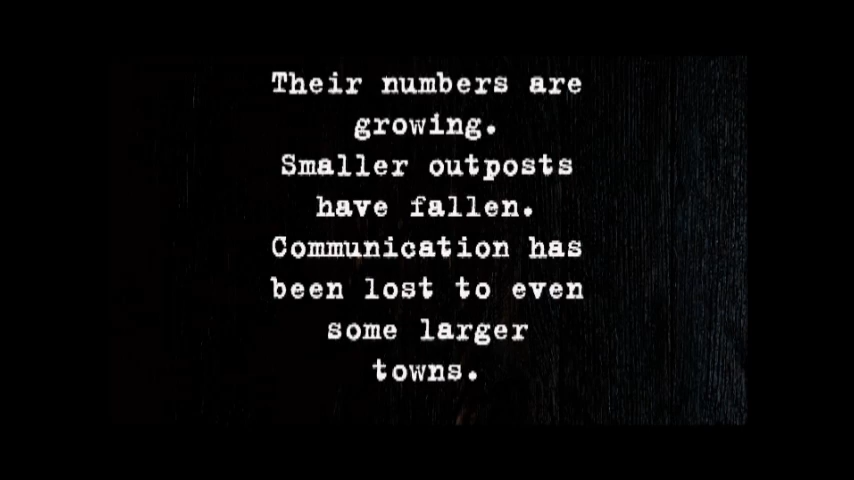 Their numbers are
growing.
Smaller outposts
have fallen.
Communication has
been lost to even
some larger
towns.